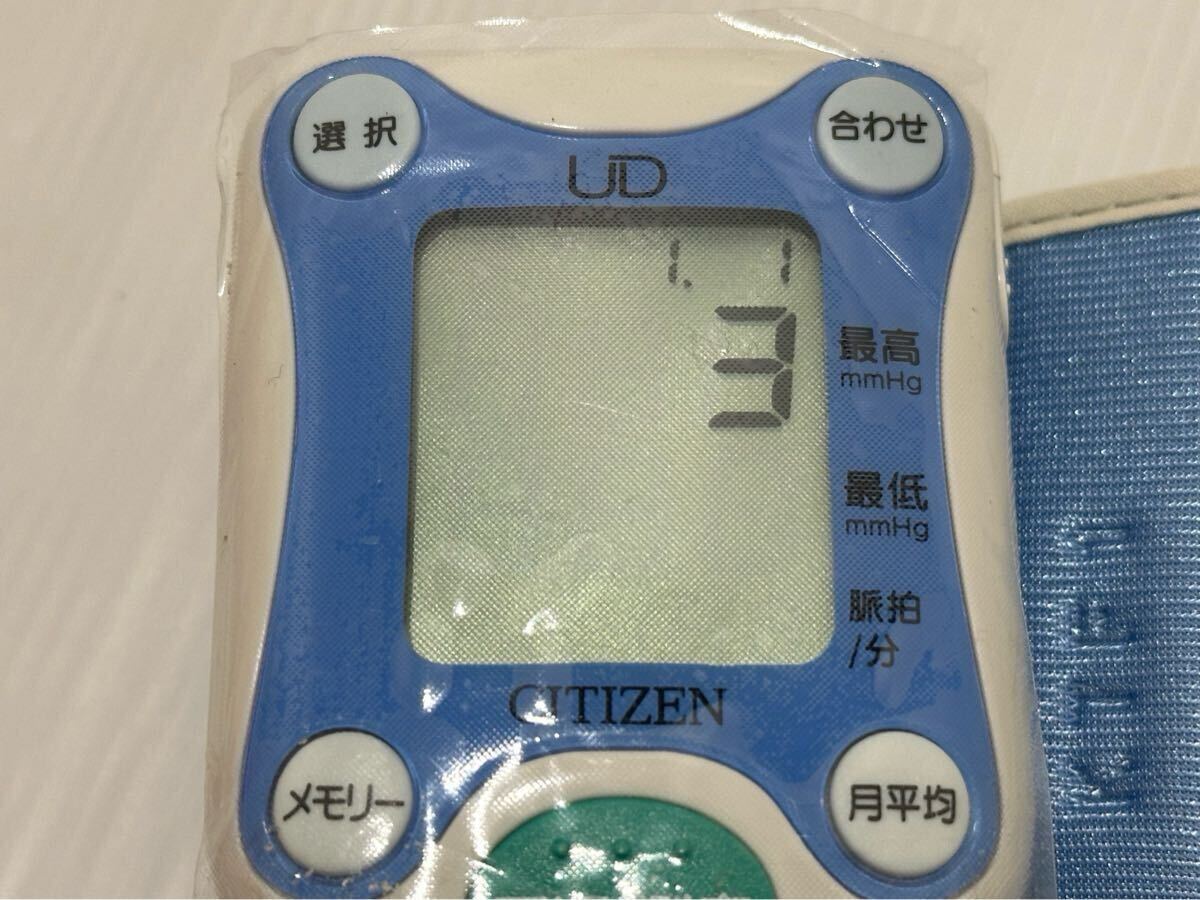 選択
合わせ
UD
1. 1
3
最高
mmHg
最低
mmHg
脈拍
/分
CITIZEN
メモリー
月平均